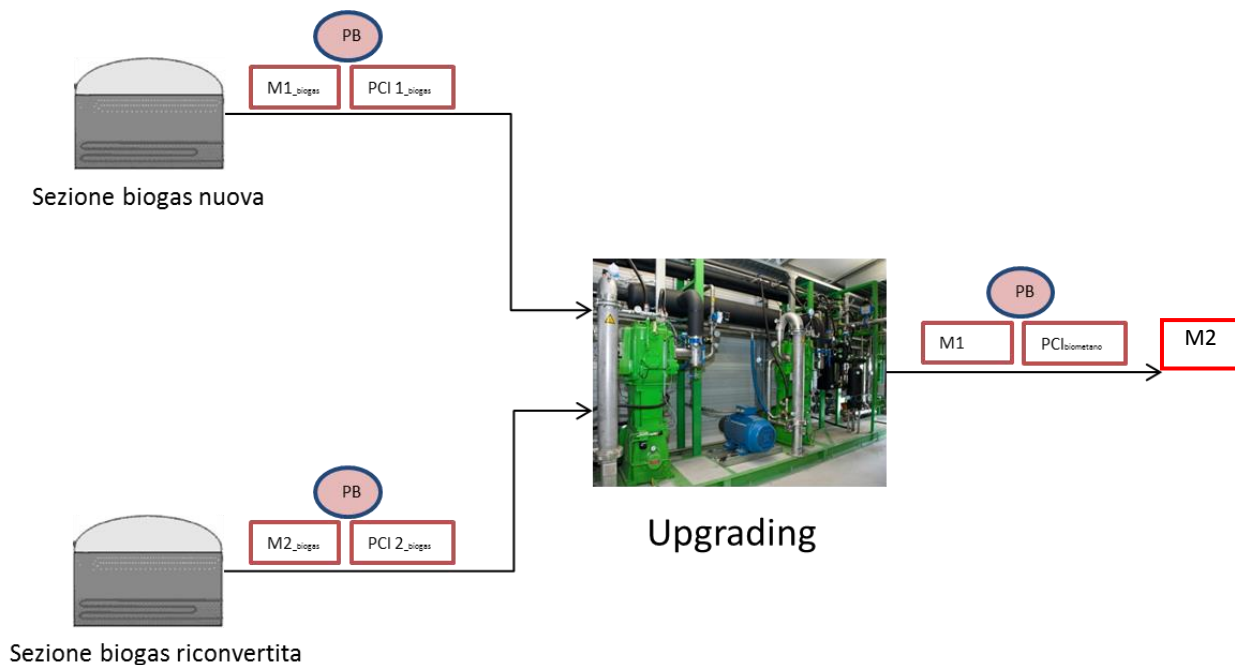 PB
M1_biogas
PCI 1_biogas
Sezione biogas nuova
PB
M1
PCIbiometano
M2
Upgrading
PB
M2_biogas
PCI 2_biogas
Sezione biogas riconvertita